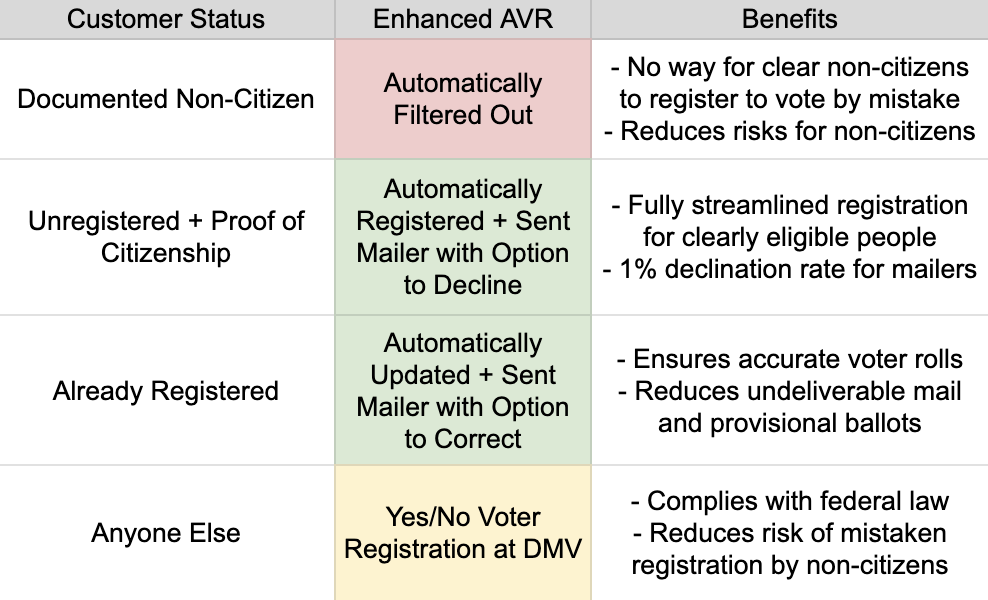 Customer Status
Enhanced AVR
Benefits
Documented Non-Citizen
Automatically
Filtered Out
- No way for clear non-citizens
to register to vote by mistake
- Reduces risks for non-citizens
Unregistered + Proof of
Citizenship
Automatically
Registered + Sent
Mailer with Option
to Decline
- Fully streamlined registration
for clearly eligible people
- 1% declination rate for mailers
Already Registered
Automatically
Updated + Sent
Mailer with Option
to Correct
- Ensures accurate voter rolls
- Reduces undeliverable mail
and provisional ballots
Anyone Else
Yes/No Voter
Registration at DMV
- Complies with federal law
- Reduces risk of mistaken
registration by non-citizens